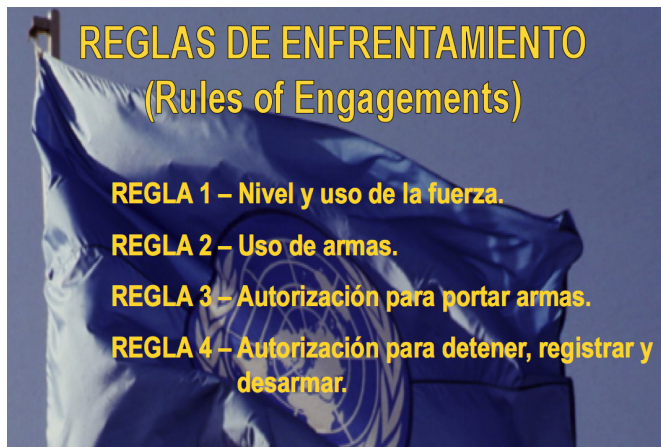 REGLAS DE ENFRENTAMIENTO
(Rules of Engagements)
REGLA 1 – Nivel y uso de la fuerza.
REGLA 2 – Uso de armas.
REGLA 3 – Autorización para portar armas.
REGLA 4 – Autorización para detener, registrar y
desarmar.